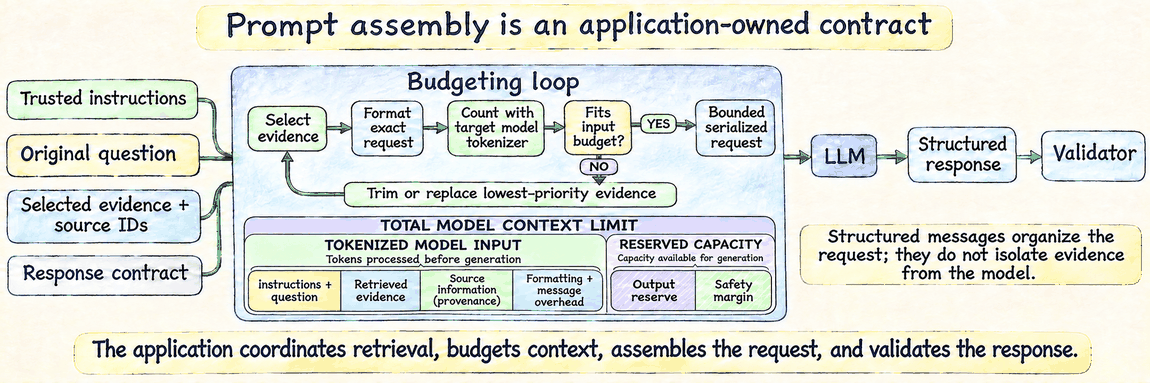 Prompt assembly is an application-owned contract
Trusted instructions
Original question
Selected evidence +
source IDs
Response contract
Budgeting loop
Select
evidence
Format
exact
request
Count with
target model
tokenizer
Fits
input
budget?
YES
Bounded
serialized
request
NO
Trim or replace lowest-priority evidence
TOTAL MODEL CONTEXT LIMIT
TOKENIZED MODEL INPUT
Tokens processed before generation
instructions +
question
Retrieved
evidence
Source
information
(provenance)
Formatting +
message
overhead
RESERVED CAPACITY
Capacity available for generation
Output
reserve
Safety
margin
LLM
Structured
response
Validator
Structured messages organize the
request; they do not isolate evidence
from the model.
The application coordinates retrieval, budgets context, assembles the request, and validates the response.